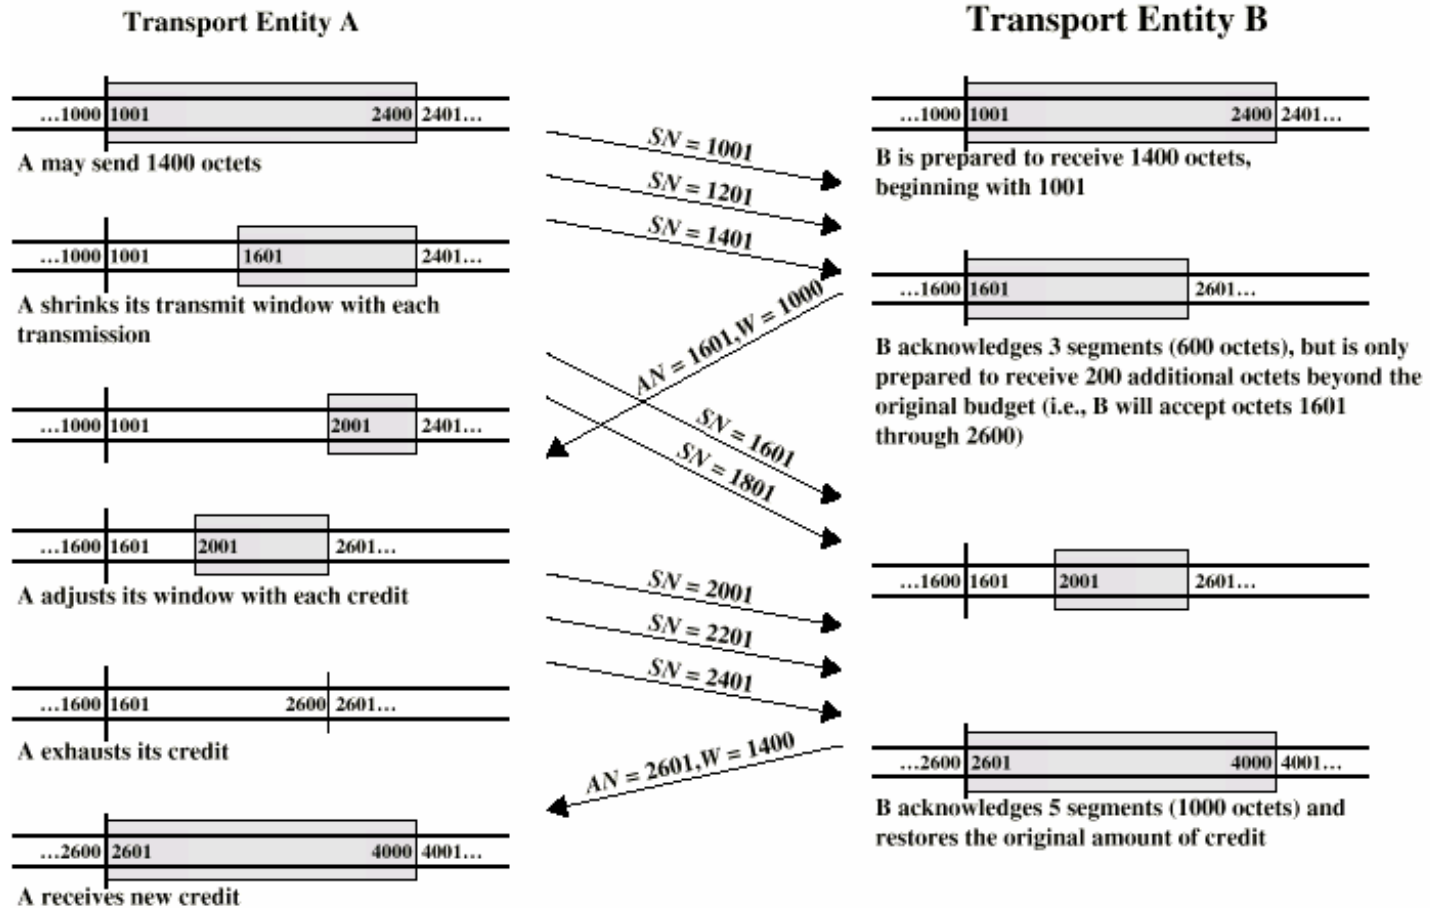 Transport Entity A
…1000 1001 2400 2401…
A may send 1400 octets
…1000 1001 1601 2401…
A shrinks its transmit window with each
transmission
…1000 1001 2001 2401…
…1600 1601 2001 2601…
A adjusts its window with each credit
…1600 1601 2600 2601…
A exhausts its credit
…2600 2601 4000 4001…
A receives new credit
SN = 1001
SN = 1201
SN = 1401
AN = 1601,W = 1000
SN = 1601
SN = 1801
SN = 2001
SN = 2201
SN = 2401
AN = 2601,W = 1400
Transport Entity B
…1000 1001 2400 2401…
B is prepared to receive 1400 octets,
beginning with 1001
…1600 1601 2601…
B acknowledges 3 segments (600 octets), but is only
prepared to receive 200 additional octets beyond the
original budget (i.e., B will accept octets 1601
through 2600)
…1600 1601 2001 2601…
…2600 2601 4000 4001…
B acknowledges 5 segments (1000 octets) and
restores the original amount of credit